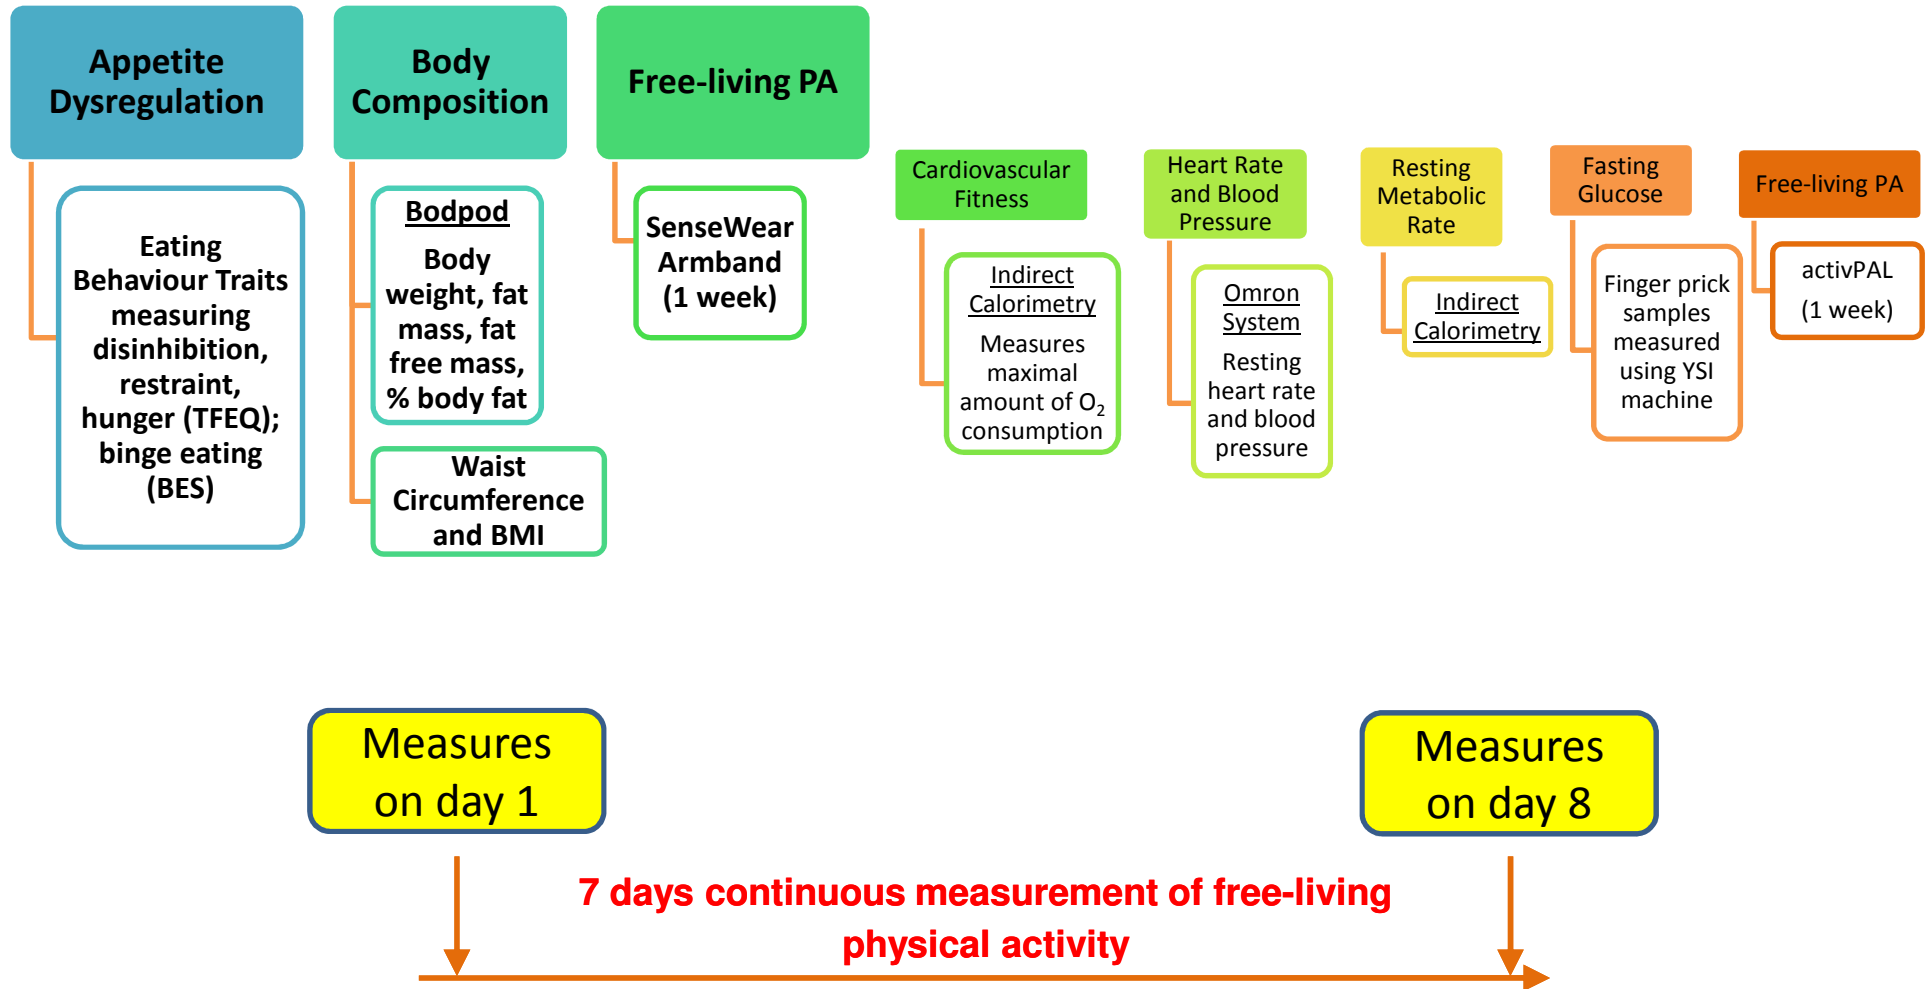 Appetite
Dysregulation
Eating
Behaviour Traits
measuring
disinhibition,
restraint,
hunger (TFEQ);
binge eating
(BES)
Body
Composition
Bodpod
Body
weight, fat
mass, fat
free mass,
% body fat
Waist
Circumference
and BMI
Free-living PA
SenseWear
Armband
(1 week)
Cardiovascular
Fitness
Indirect
Calorimetry
Measures
maximal
amount of O₂
consumption
Heart Rate
and Blood
Pressure
Omron
System
Resting
heart rate
and blood
pressure
Resting
Metabolic
Rate
Indirect
Calorimetry
Fasting
Glucose
Finger prick
samples
measured
using YSI
machine
Free-living PA
activPAL
(1 week)
Measures
on day 1
Measures
on day 8
7 days continuous measurement of free-living
physical activity